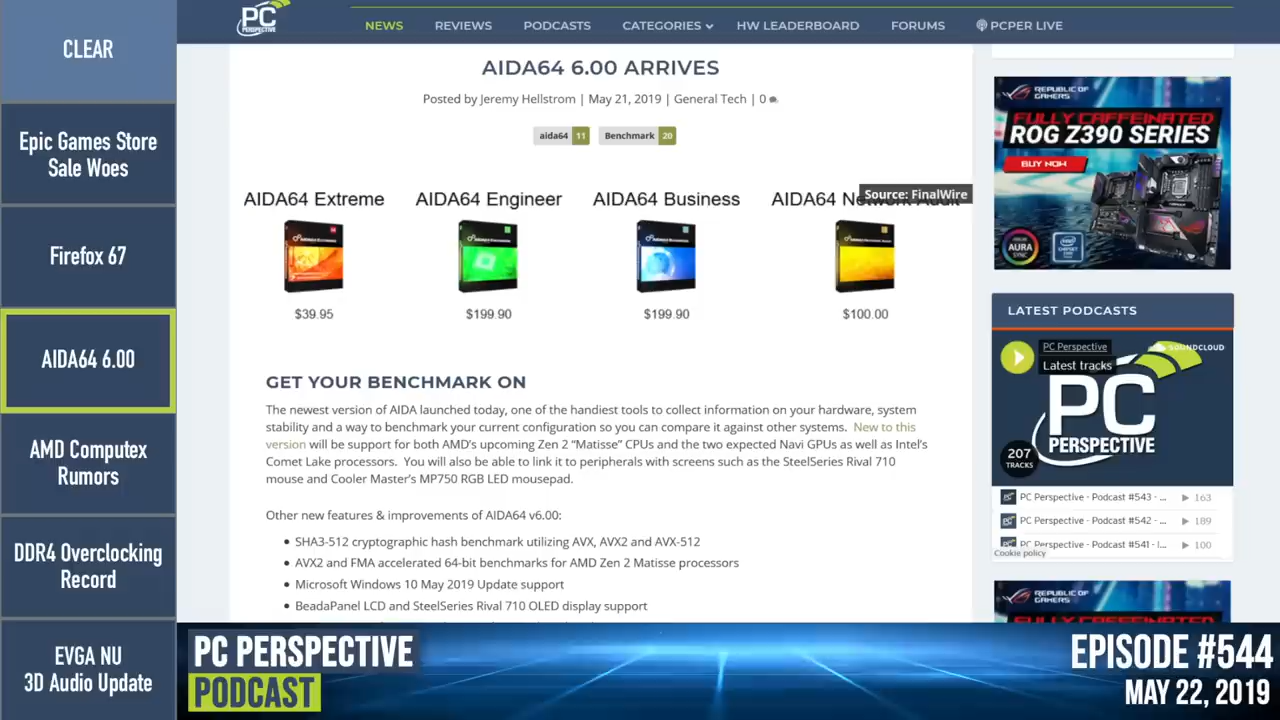 CLEAR
Epic Games Store
Sale Woes
Firefox 67
AIDA64 6.00
AMD Computex
Rumors
DDR4 Overclocking
Record
EVGA NU
3D Audio Update
PC
PERSPECTIVE
NEWS
REVIEWS
PODCASTS
CATEGORIES
HW LEADERBOARD
FORUMS
PCPER LIVE
AIDA64 6.00 ARRIVES
Posted by Jeremy Hellstrom | May 21, 2019 | General Tech | 0
aida64 11
Benchmark 20
Source: FinalWire
AIDA64 Extreme
AIDA64 Engineer
AIDA64 Business
$39.95
$199.90
$199.90
$100.00
GET YOUR BENCHMARK ON
The newest version of AIDA launched today, one of the handiest tools to collect information on your hardware, system
stability and a way to benchmark your current configuration so you can compare it against other systems. New to this
version will be support for both AMD's upcoming Zen 2 “Matisse” CPUs and the two expected Navi GPUs as well as Intel's
Comet Lake processors. You will also be able to link it to peripherals with screens such as the SteelSeries Rival 710
mouse and Cooler Master's MP750 RGB LED mousepad.
Other new features & improvements of AIDA64 v6.00:
SHA3-512 cryptographic hash benchmark utilizing AVX, AVX2 and AVX-512
AVX2 and FMA accelerated 64-bit benchmarks for AMD Zen 2 Matisse processors
Microsoft Windows 10 May 2019 Update support
BeadaPanel LCD and SteelSeries Rival 710 OLED display support
REPUBLIC OF
GAMERS
FULLY CAFFEINATED
ROG Z390 SERIES
BUY NOW
AURA
SYNC
LATEST PODCASTS
PC Perspective
Latest tracks
SOUNDCLOUD
PC
PERSPECTIVE
207
TRACKS
PC Perspective - Podcast #543 - ... 163
PC Perspective - Podcast #542 - ... 189
PC Perspective - Podcast #541 - I... 100
Cookie policy
REPUBLIC OF
GAMERS
PC PERSPECTIVE
PODCAST
EPISODE #544
MAY 22, 2019